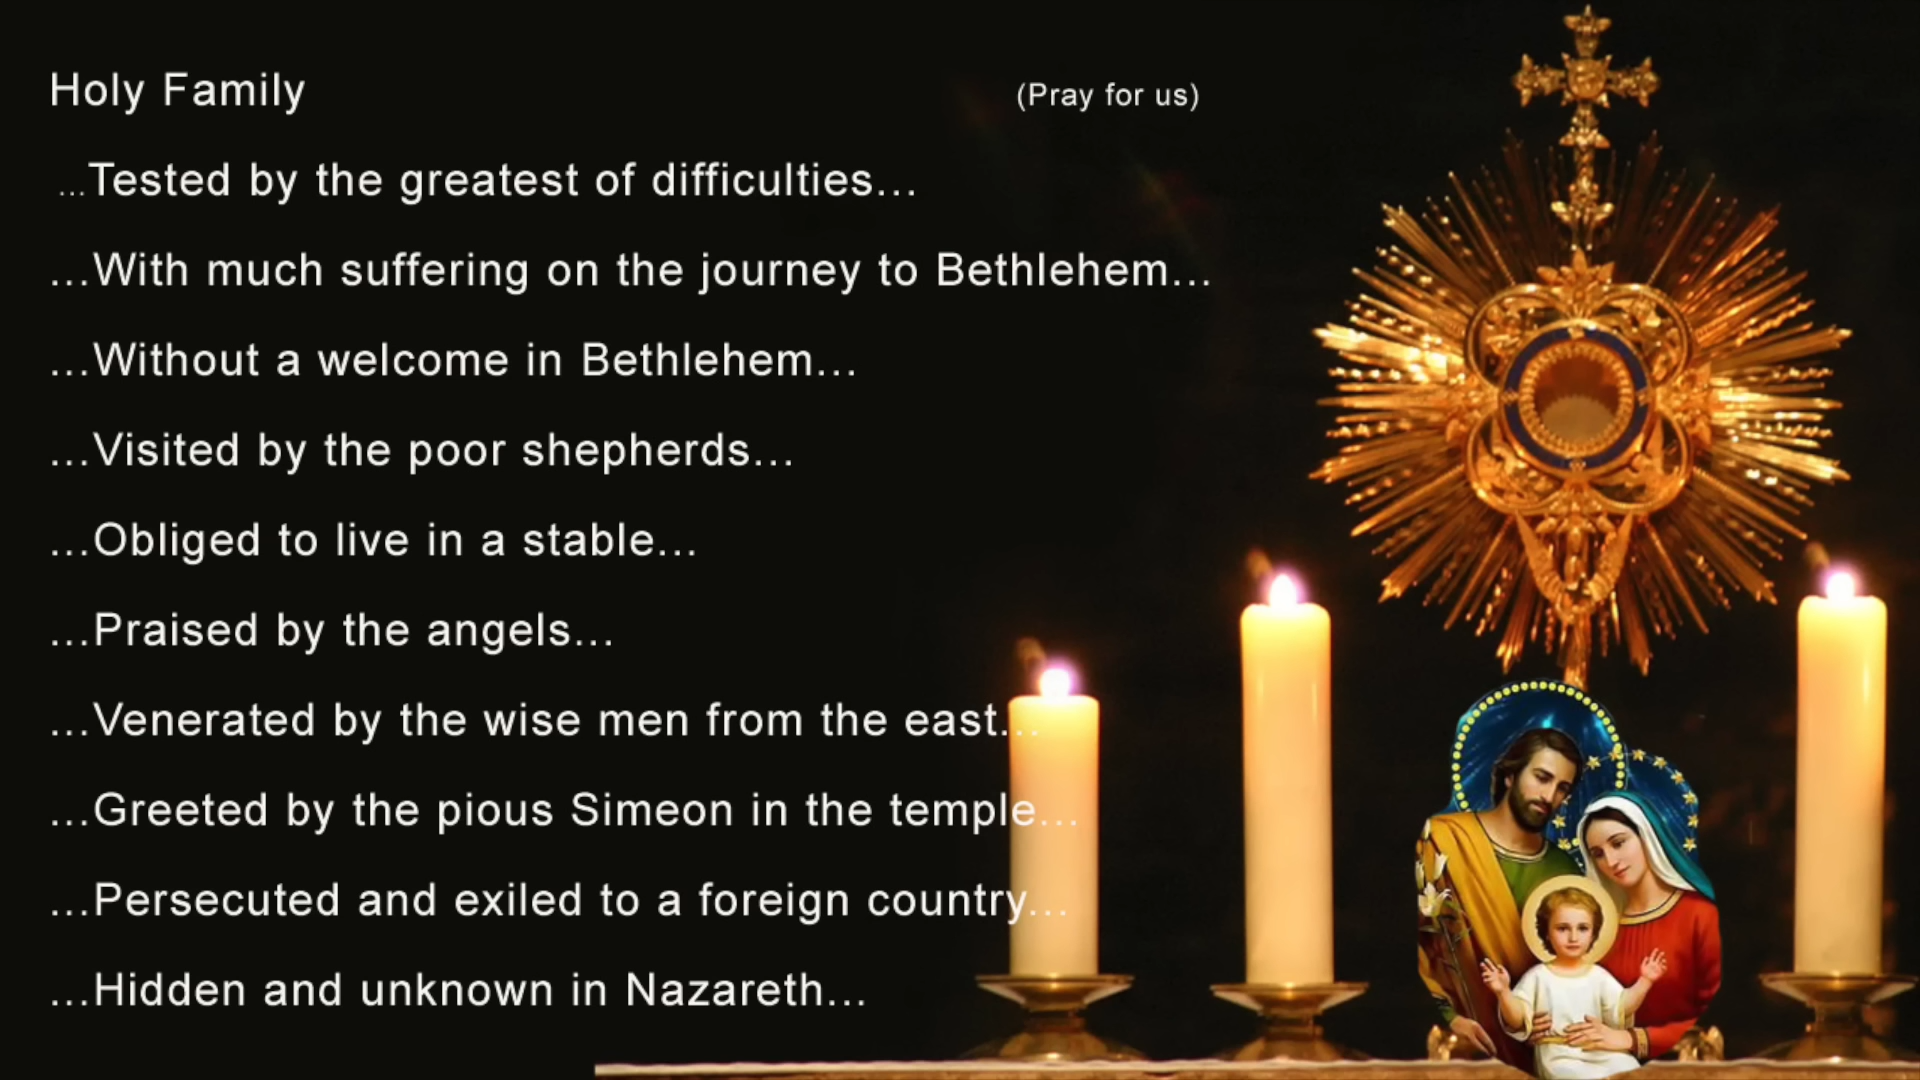 Holy Family (Pray for us)
...Tested by the greatest of difficulties...
...With much suffering on the journey to Bethlehem...
...Without a welcome in Bethlehem...
...Visited by the poor shepherds...
...Obliged to live in a stable...
...Praised by the angels...
...Venerated by the wise men from the east...
...Greeted by the pious Simeon in the temple...
...Persecuted and exiled to a foreign country...
...Hidden and unknown in Nazareth...